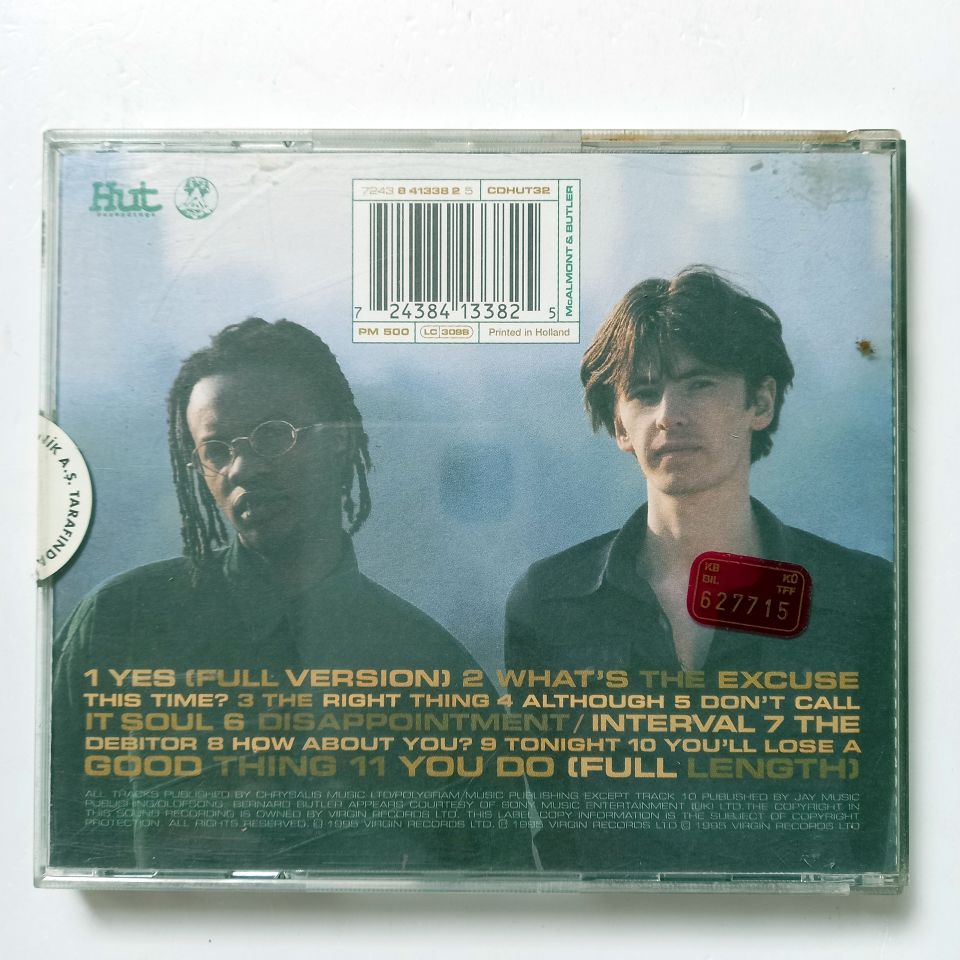 Hut
RECORDINGS
7243 8 41338 2 5
CDHUT32
McALMONT & BUTLER
7 24384 13382 5
PM 500
LC 3098
Printed in Holland
NİK A.Ş. TARAFINDA
KB
BİL
KÜ
TFF
627715
1 YES (FULL VERSION) 2 WHAT'S THE EXCUSE
THIS TIME? 3 THE RIGHT THING 4 ALTHOUGH 5 DON'T CALL
IT SOUL 6 DISAPPOINTMENT/INTERVAL 7 THE
DEBITOR 8 HOW ABOUT YOU? 9 TONIGHT 10 YOU'LL LOSE A
GOOD THING 11 YOU DO (FULL LENGTH)
ALL TRACKS PUBLISHED BY CHRYSALIS MUSIC LTD/POLYGRAM MUSIC PUBLISHING EXCEPT TRACK 10 PUBLISHED BY JAY MUSIC
PUBLISHING/OLOFSONG. BERNARD BUTLER APPEARS COURTESY OF SONY MUSIC ENTERTAINMENT (UK) LTD. THE COPYRIGHT IN
THIS SOUND RECORDING IS OWNED BY VIRGIN RECORDS LTD. THIS LABEL COPY INFORMATION IS THE SUBJECT OF COPYRIGHT
PROTECTION. ALL RIGHTS RESERVED. © 1995 VIRGIN RECORDS LTD. ℗ 1995 VIRGIN RECORDS LTD © 1995 VIRGIN RECORDS LTD